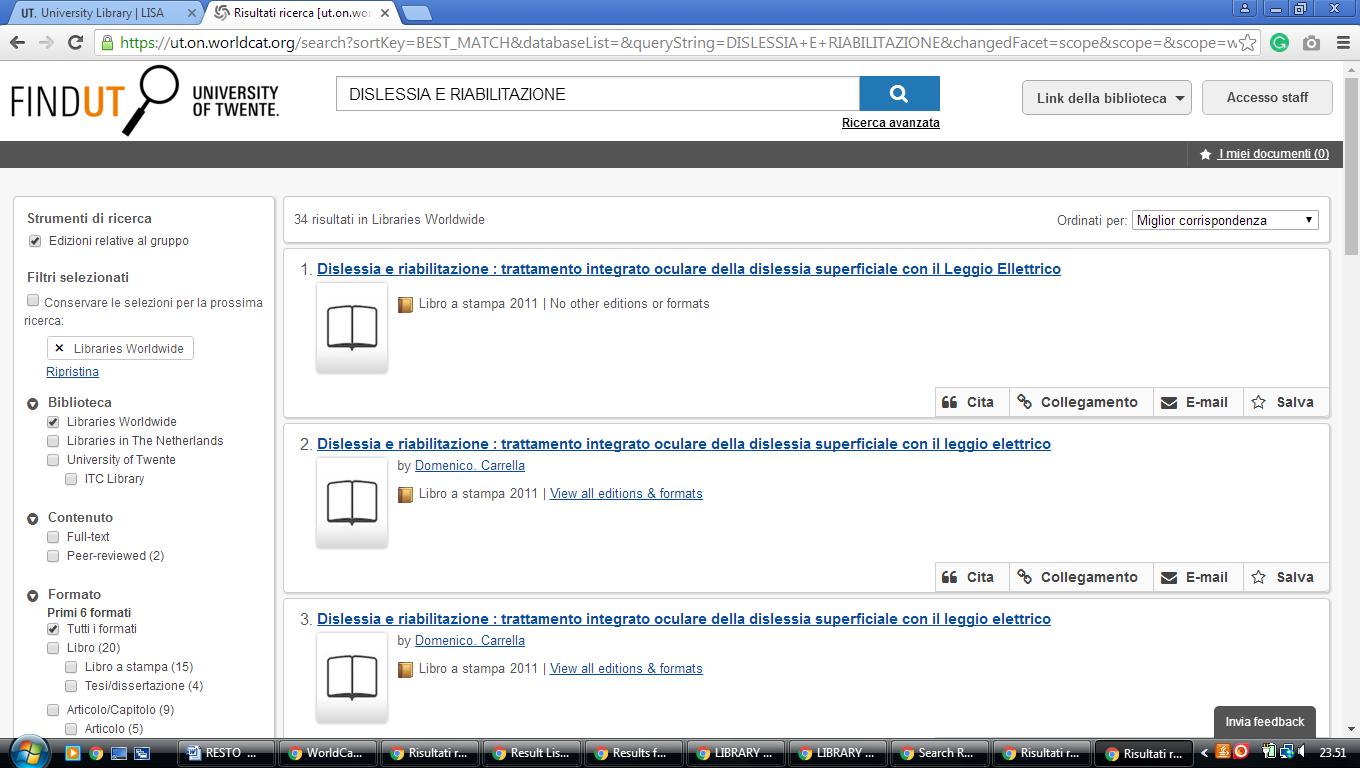 UT. University Library | LISA
Risultati ricerca [ut.on.wor
https://ut.on.worldcat.org/search?sortKey=BEST_MATCH&databaseList=&queryString=DISLESSIA+E+RIABILITAZIONE&changedFacet=scope&scope=&scope=w
FINDUT UNIVERSITY OF TWENTE.
DISLESSIA E RIABILITAZIONE
Link della biblioteca
Accesso staff
Ricerca avanzata
I miei documenti (0)
Strumenti di ricerca
Edizioni relative al gruppo
Filtri selezionati
Conservare le selezioni per la prossima
ricerca:
Libraries Worldwide
Ripristina
Biblioteca
Libraries Worldwide
Libraries in The Netherlands
University of Twente
ITC Library
Contenuto
Full-text
Peer-reviewed (2)
Formato
Primi 6 formati
Tutti i formati
Libro (20)
Libro a stampa (15)
Tesi/dissertazione (4)
Articolo/Capitolo (9)
Articolo (5)
34 risultati in Libraries Worldwide
Ordinati per: Miglior corrispondenza
1. Dislessia e riabilitazione : trattamento integrato oculare della dislessia superficiale con il Leggio Ellettrico
Libro a stampa 2011 | No other editions or formats
Cita Collegamento E-mail Salva
2. Dislessia e riabilitazione : trattamento integrato oculare della dislessia superficiale con il leggio elettrico
by Domenico. Carrella
Libro a stampa 2011 | View all editions & formats
Cita Collegamento E-mail Salva
3. Dislessia e riabilitazione : trattamento integrato oculare della dislessia superficiale con il leggio elettrico
by Domenico. Carrella
Libro a stampa 2011 | View all editions & formats
Invia feedback
RESTO ... WorldCa... Risultati r... Result Lis... Results f... LIBRARY ... LIBRARY ... Search R... Risultati r... Risultati r... 23.51